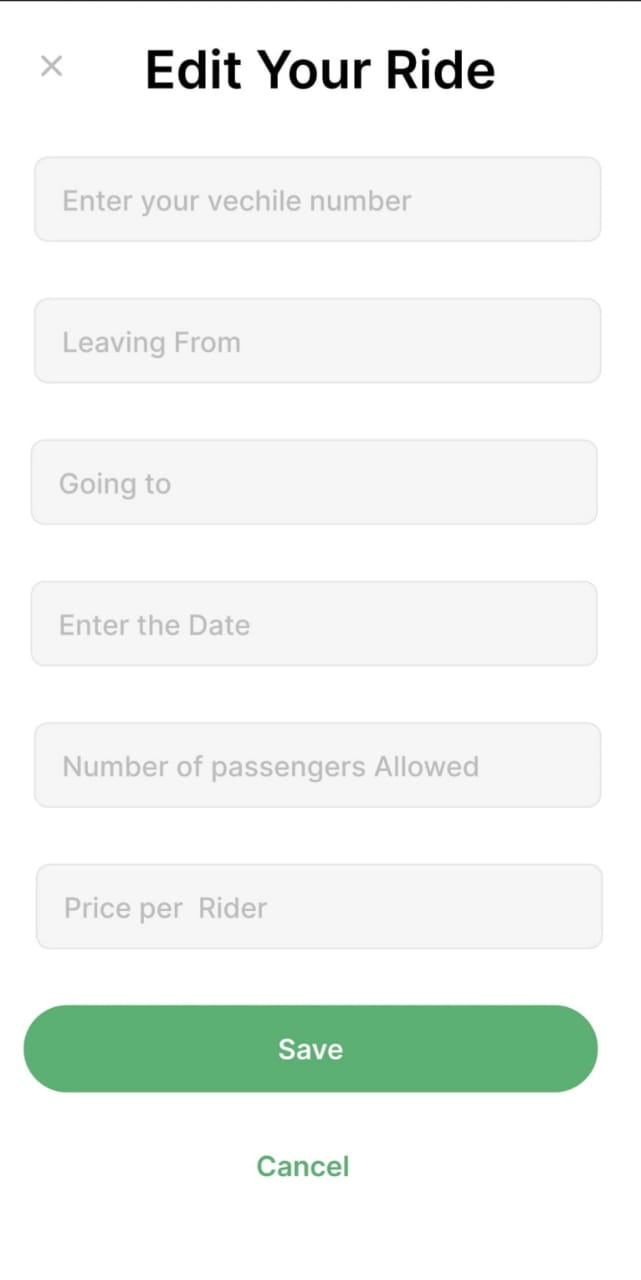 Edit Your Ride
Enter your vechile number
Leaving From
Going to
Enter the Date
Number of passengers Allowed
Price per  Rider
Save
Cancel